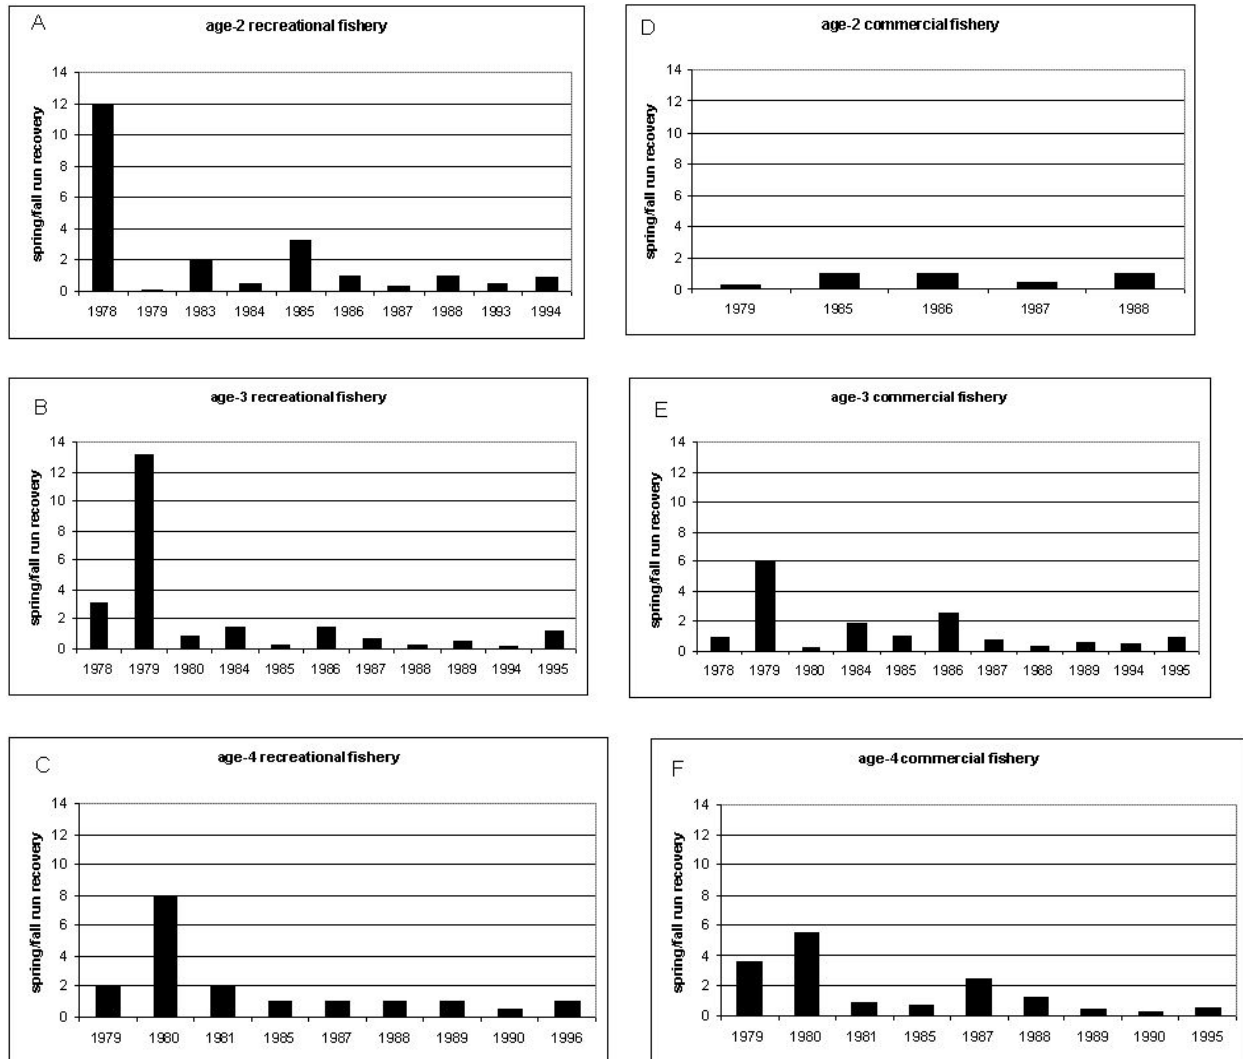 A
age-2 recreational fishery
spring/fall run recovery
14
12
10
8
6
4
2
0
1978 1979 1983 1984 1985 1986 1987 1988 1993 1994
D
age-2 commercial fishery
spring/fall run recovery
14
12
10
8
6
4
2
0
1979 1985 1986 1987 1988
B
age-3 recreational fishery
spring/fall run recovery
14
12
10
8
6
4
2
0
1978 1979 1980 1984 1985 1986 1987 1988 1989 1994 1995
E
age-3 commercial fishery
spring/fall run recovery
14
12
10
8
6
4
2
0
1978 1979 1980 1984 1985 1986 1987 1988 1989 1994 1995
C
age-4 recreational fishery
spring/fall run recovery
14
12
10
8
6
4
2
0
1979 1980 1981 1985 1987 1988 1989 1990 1996
F
age-4 commercial fishery
spring/fall run recovery
14
12
10
8
6
4
2
0
1979 1980 1981 1985 1987 1988 1989 1990 1995